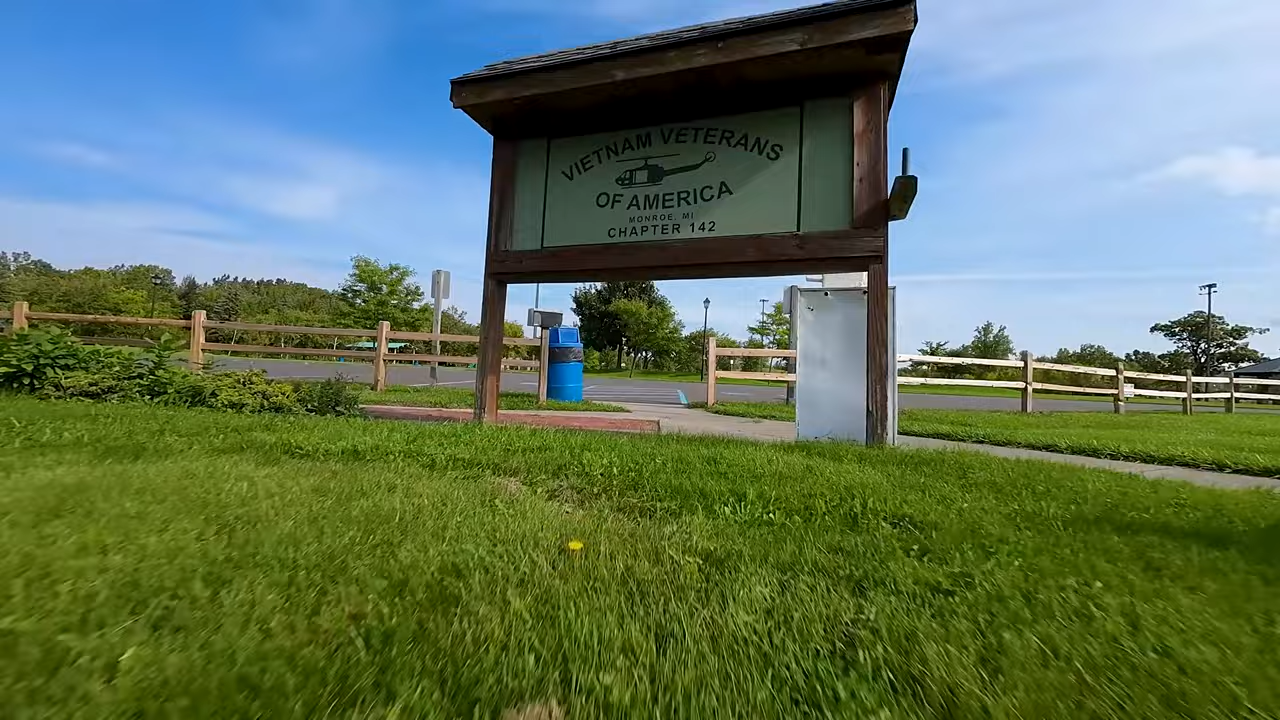 VIETNAM VETERANS
OF AMERICA
MONROE, MI
CHAPTER 142